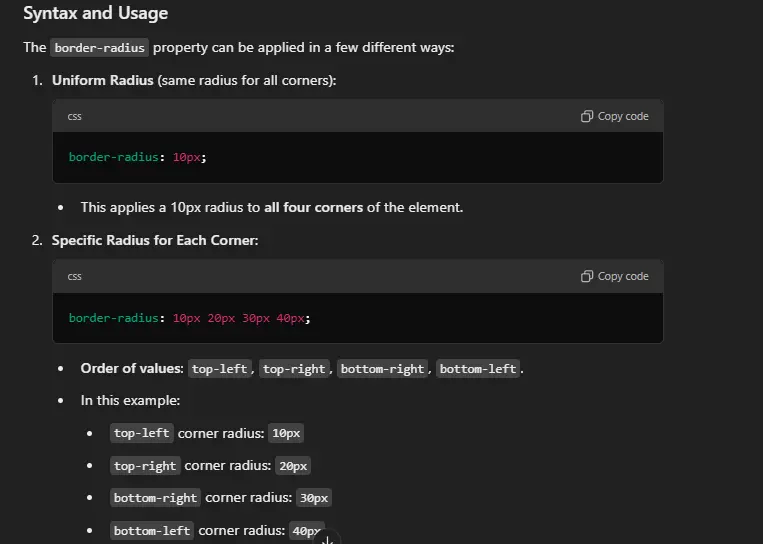 Syntax and Usage
The border-radius property can be applied in a few different ways:
1. Uniform Radius (same radius for all corners):
css Copy code
border-radius: 10px;
• This applies a 10px radius to all four corners of the element.
2. Specific Radius for Each Corner:
css Copy code
border-radius: 10px 20px 30px 40px;
• Order of values: top-left, top-right, bottom-right, bottom-left.
• In this example:
• top-left corner radius: 10px
• top-right corner radius: 20px
• bottom-right corner radius: 30px
• bottom-left corner radius: 40px